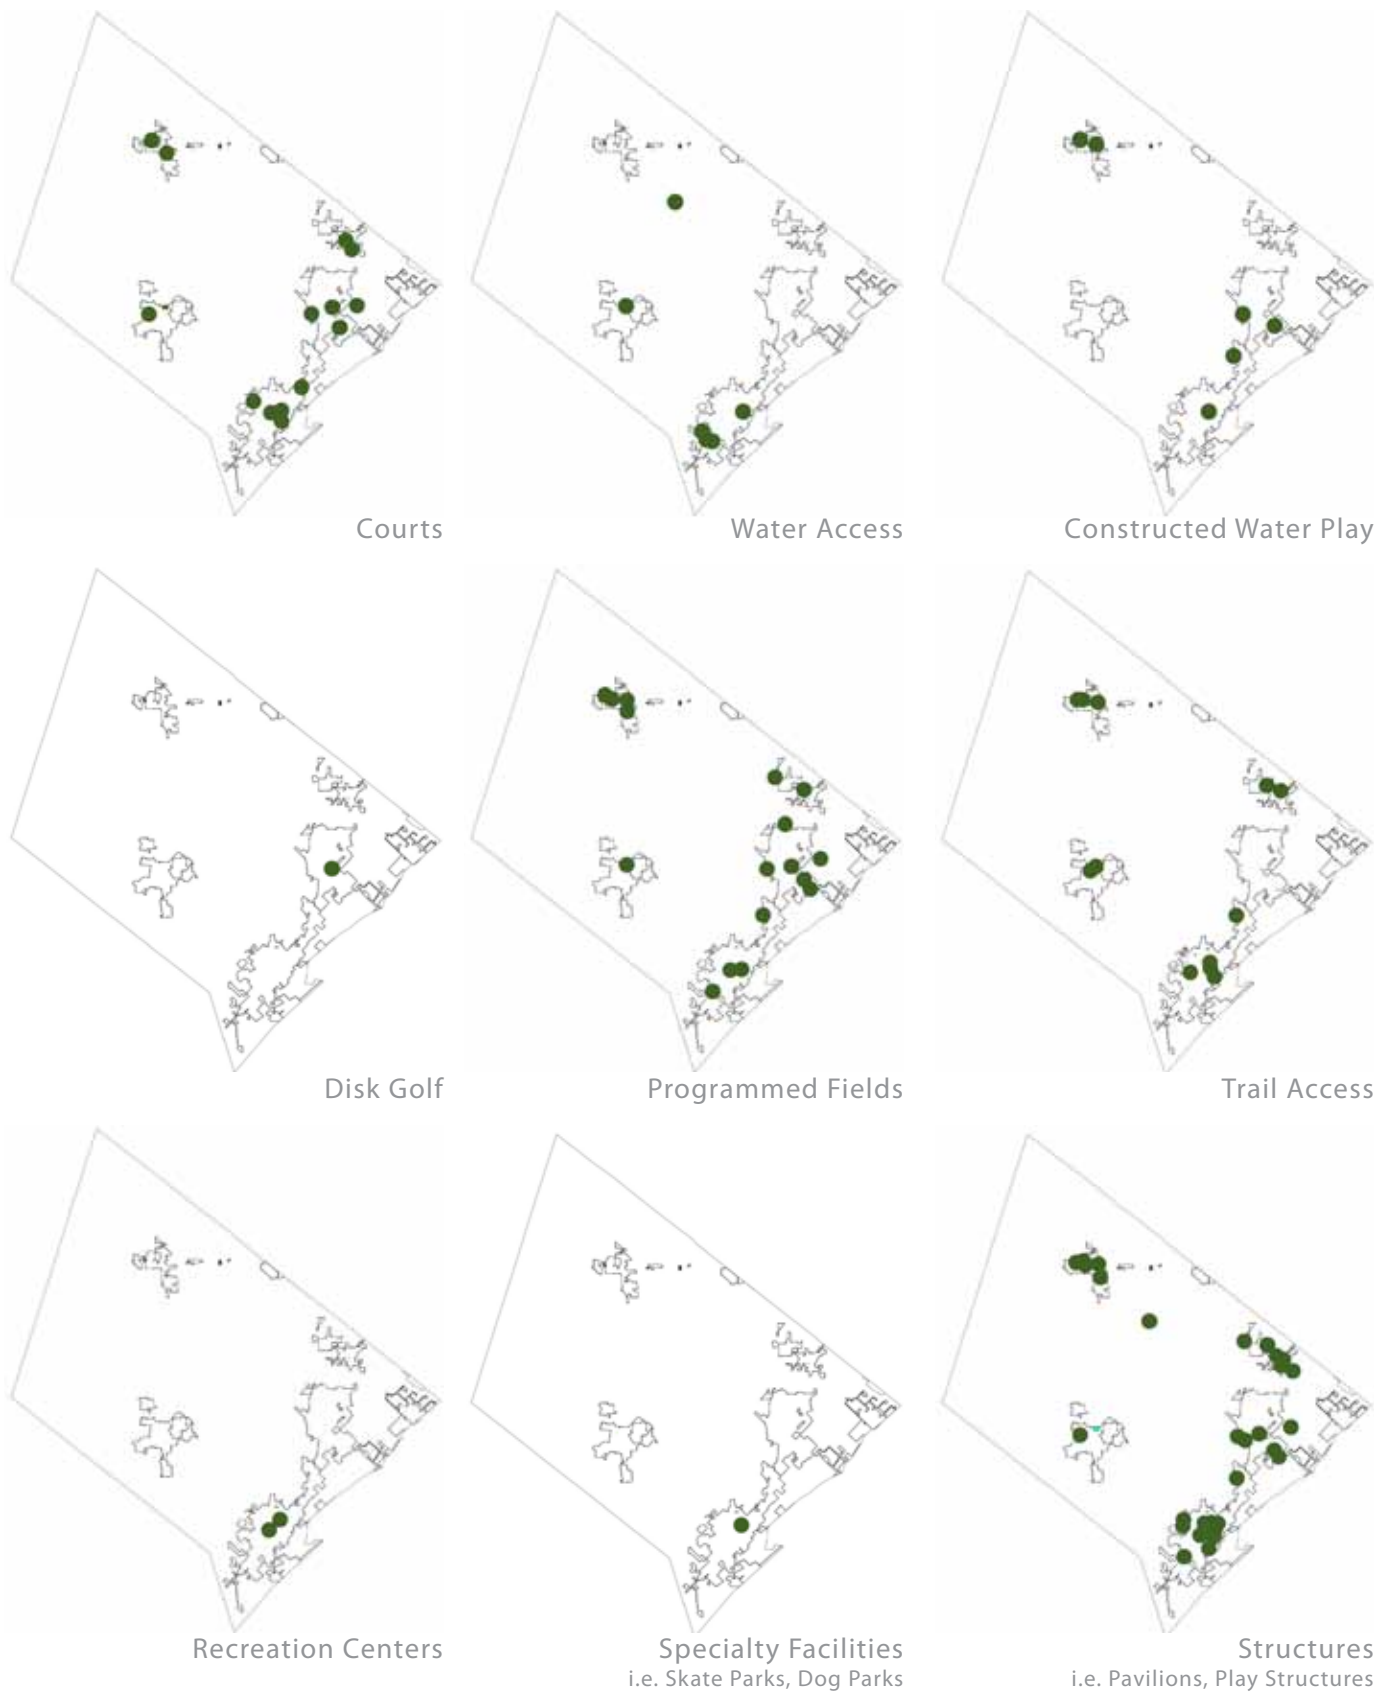 Courts
Water Access
Constructed Water Play
Disk Golf
Programmed Fields
Trail Access
Recreation Centers
Specialty Facilities
i.e. Skate Parks, Dog Parks
Structures
i.e. Pavilions, Play Structures